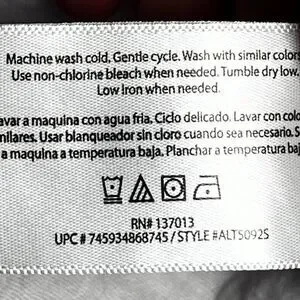 Machine wash cold, Gentle cycle. Wash with similar colors
Use non-chlorine bleach when needed. Tumble dry low.
Low Iron when needed.
avar a maquina con agua fria. Ciclo delicado. Lavar con colo
milares. Usar blanqueador sin cloro cuando sea necesario. S
a maquina a temperatura baja. Planchar a temperatura baja.
RN# 137013
UPC# 745934868745 / STYLE #ALT5092S